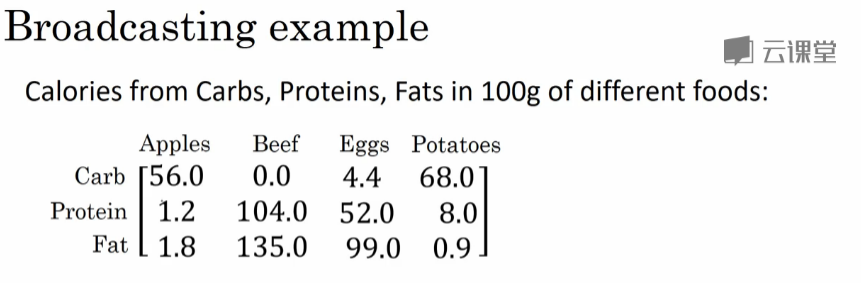 Broadcasting example
云课堂
Calories from Carbs, Proteins, Fats in 100g of different foods:
Apples Beef Eggs Potatoes
Carb 56.0 0.0 4.4 68.0
Protein 1.2 104.0 52.0 8.0
Fat 1.8 135.0 99.0 0.9